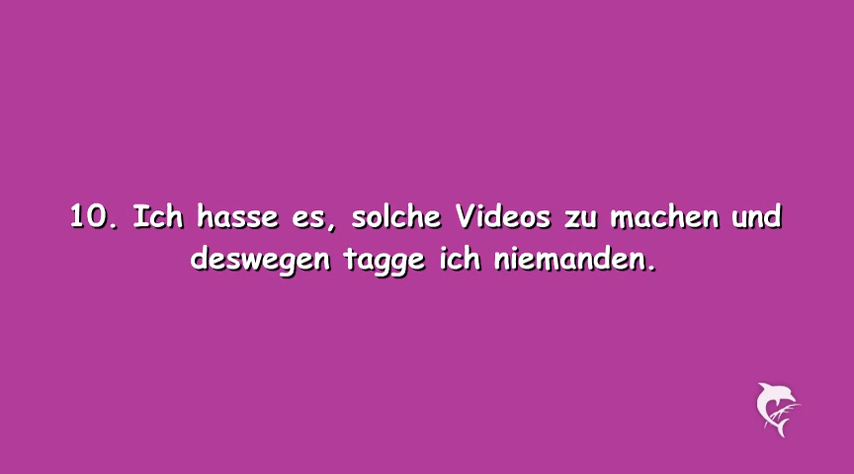 10. Ich hasse es, solche Videos zu machen und
deswegen tagge ich niemanden.